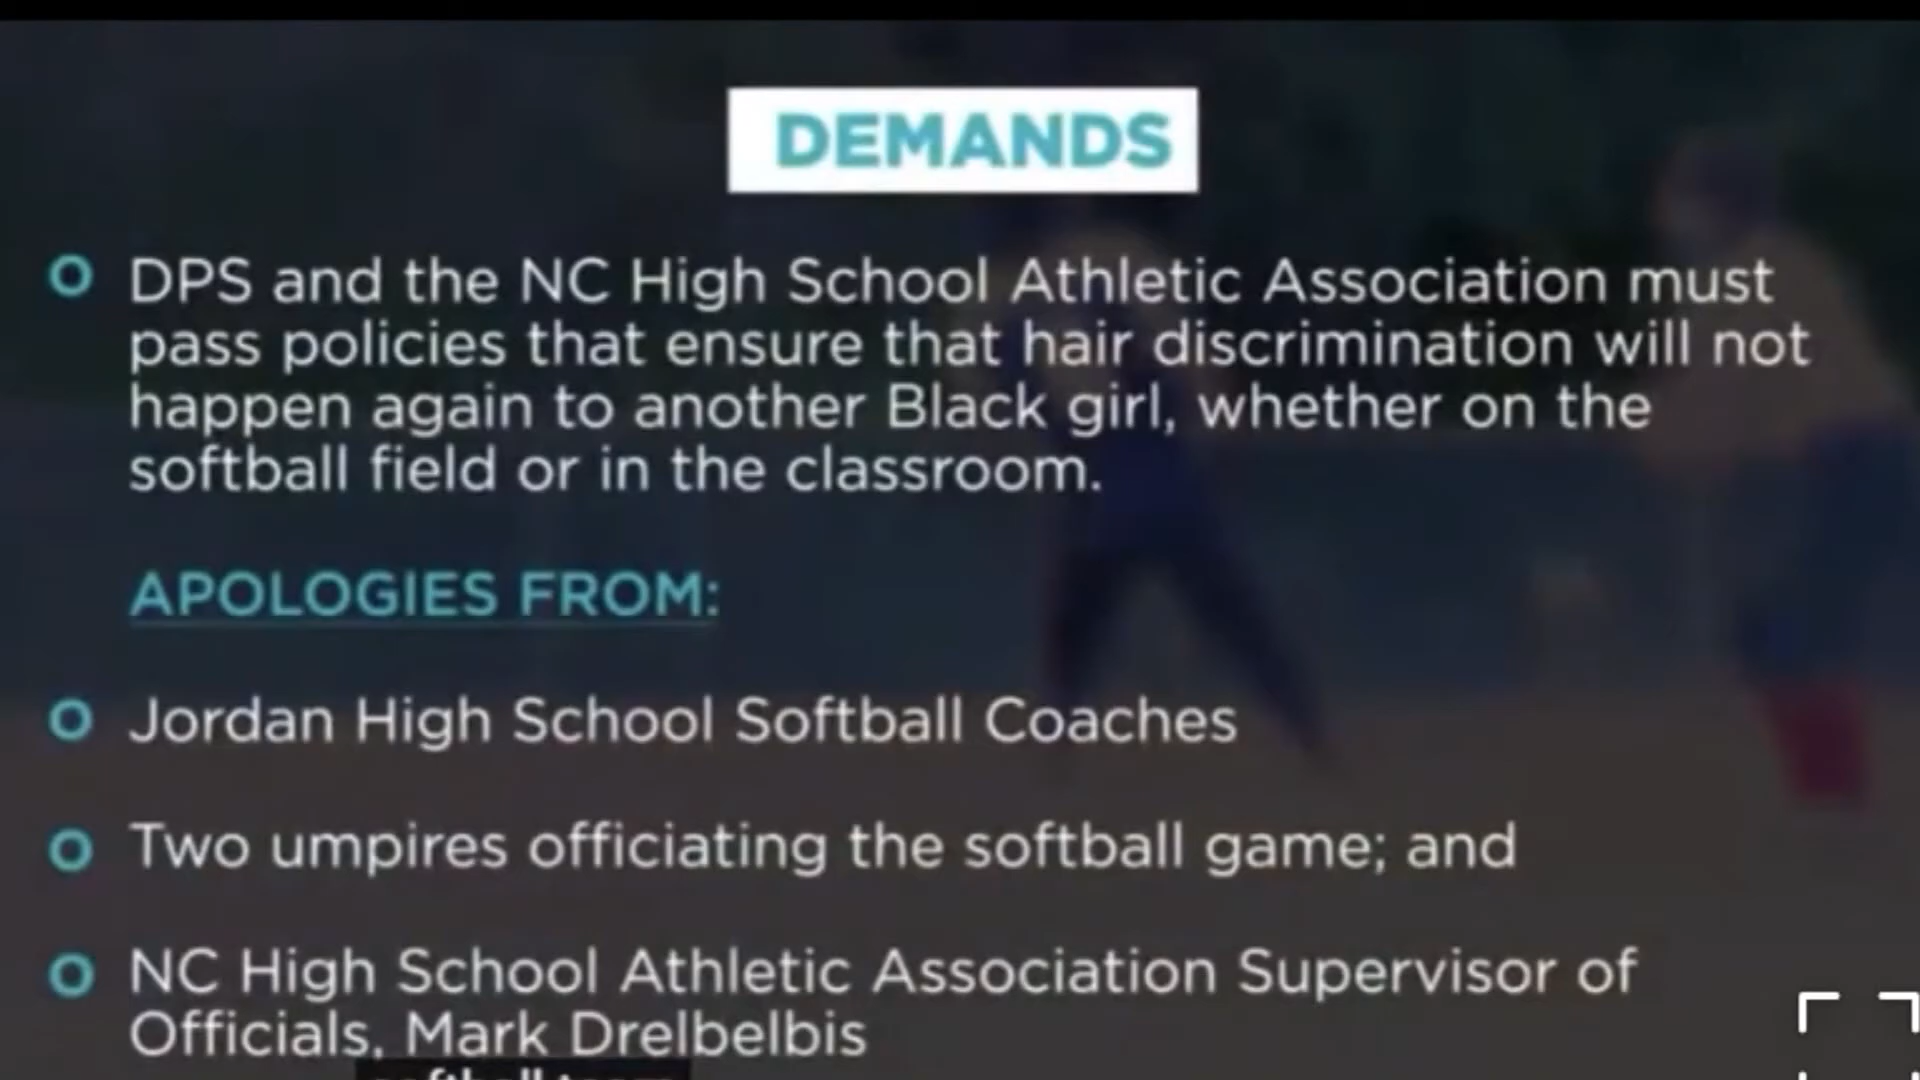 DEMANDS
DPS and the NC High School Athletic Association must
pass policies that ensure that hair discrimination will not
happen again to another Black girl, whether on the
softball field or in the classroom.
APOLOGIES FROM:
Jordan High School Softball Coaches
Two umpires officiating the softball game; and
NC High School Athletic Association Supervisor of
Officials, Mark Drelbelbis
softball team